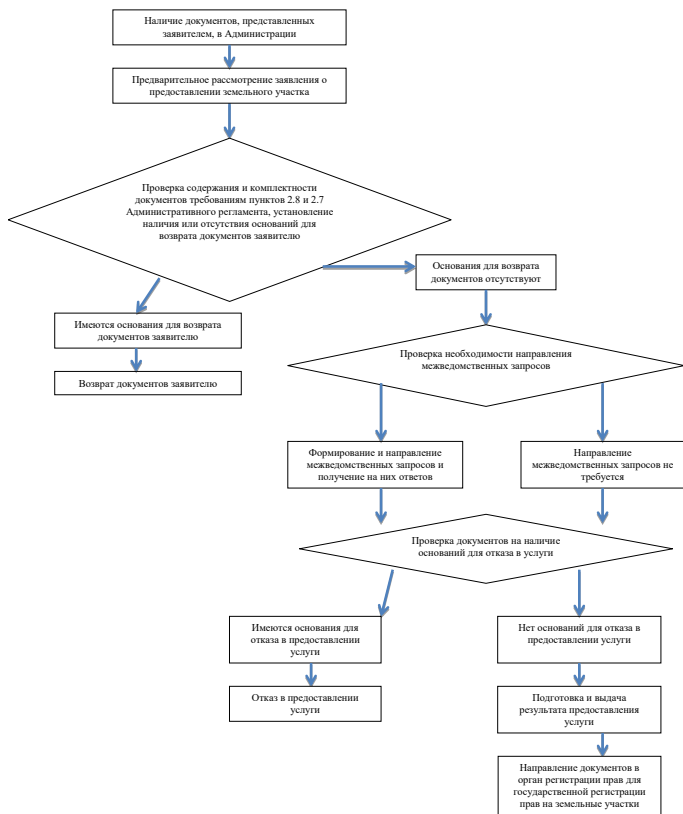 Наличие документов, представленных
заявителем, в Администрации
Предварительное рассмотрение заявления о
предоставлении земельного участка
Проверка содержания и комплектности
документов требованиям пунктов 2.8 и 2.7
Административного регламента, установление
наличия или отсутствия оснований для
возврата документов заявителю
Основания для возврата
документов отсутствуют
Имеются основания для возврата
документов заявителю
Возврат документов заявителю
Проверка необходимости направления
межведомственных запросов
Формирование и направление
межведомственных запросов и
получение на них ответов
Направление
межведомственных запросов не
требуется
Проверка документов на наличие
оснований для отказа в услуги
Имеются основания для
отказа в предоставлении
услуги
Нет оснований для отказа в
предоставлении услуги
Отказ в предоставлении
услуги
Подготовка и выдача
результата предоставления
услуги
Направление документов в
орган регистрации прав для
государственной регистрации
прав на земельные участки